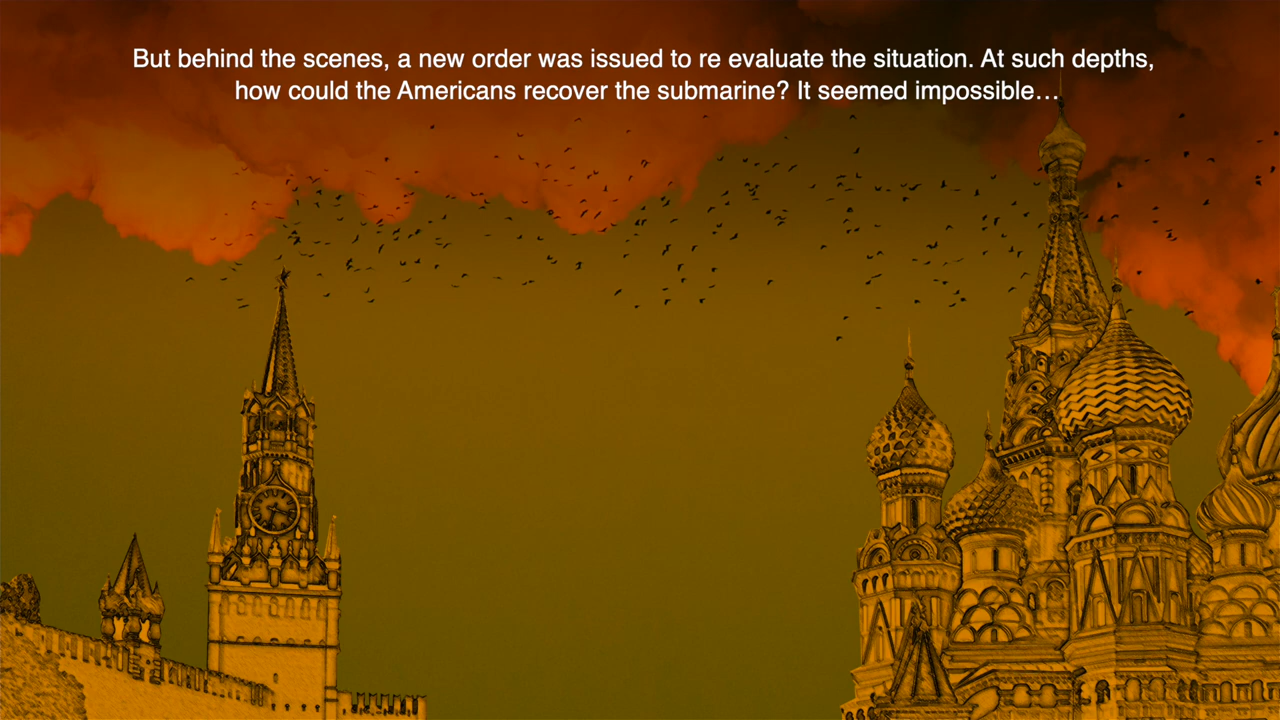 But behind the scenes, a new order was issued to re evaluate the situation. At such depths,
how could the Americans recover the submarine? It seemed impossible…